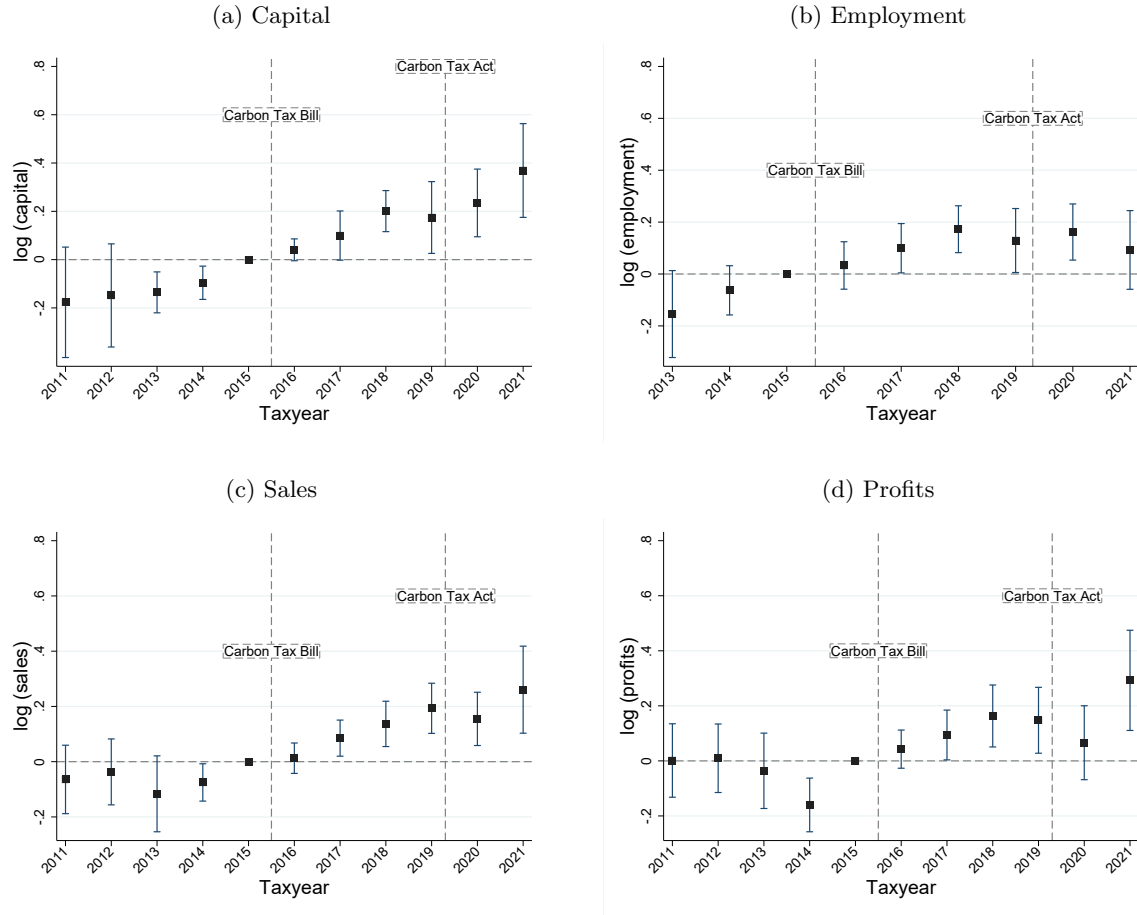 (a) Capital
log (capital)
.8
.6
.4
.2
0
-.2
Carbon Tax Bill
Carbon Tax Act
2011 2012 2013 2014 2015 2016 2017 2018 2019 2020 2021
Taxyear
(b) Employment
log (employment)
.8
.6
.4
.2
0
-.2
Carbon Tax Bill
Carbon Tax Act
2013 2014 2015 2016 2017 2018 2019 2020 2021
Taxyear
(c) Sales
log (sales)
.8
.6
.4
.2
0
-.2
Carbon Tax Bill
Carbon Tax Act
2011 2012 2013 2014 2015 2016 2017 2018 2019 2020 2021
Taxyear
(d) Profits
log (profits)
.8
.6
.4
.2
0
-.2
Carbon Tax Bill
Carbon Tax Act
2011 2012 2013 2014 2015 2016 2017 2018 2019 2020 2021
Taxyear